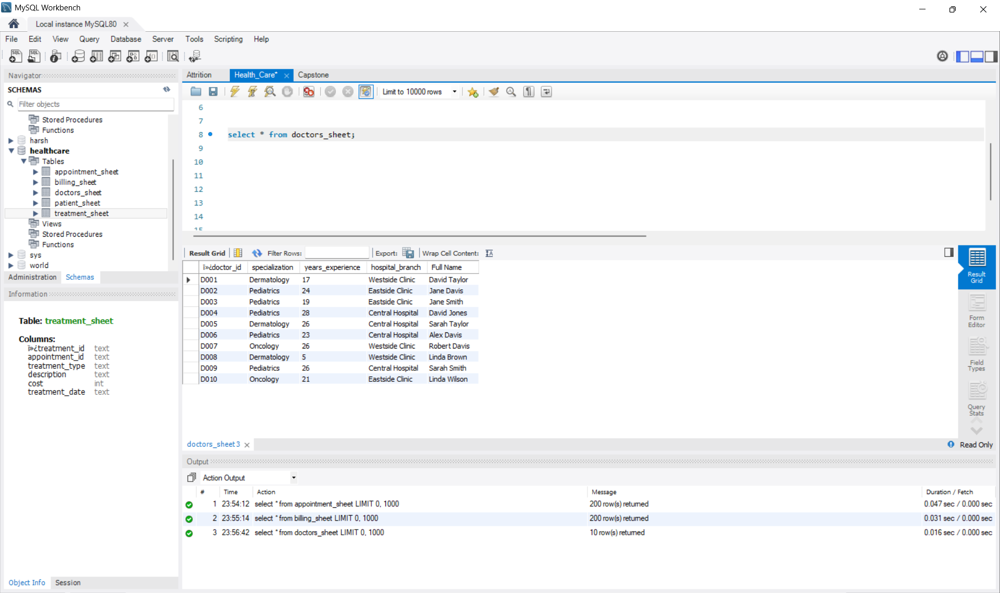 MySQL Workbench
Local instance MySQL80
File Edit View Query Database Server Tools Scripting Help
Navigator
SCHEMAS
Filter objects
Stored Procedures
Functions
harsh
healthcare
Tables
appointment_sheet
billing_sheet
doctors_sheet
patient_sheet
treatment_sheet
Views
Stored Procedures
Functions
sys
world
Administration Schemas
Information
Table: treatment_sheet
Columns:
ï»¿treatment_id text
appointment_id text
treatment_type text
description text
cost int
treatment_date text
Object Info Session
Attrition Health_Care* Capstone
Limit to 10000 rows
6
7
8 select * from doctors_sheet;
9
10
11
12
13
14
15
Result Grid Filter Rows: Export: Wrap Cell Content:
ï»¿doctor_id specialization years_experience hospital_branch Full Name
D001 Dermatology 17 Westside Clinic David Taylor
D002 Pediatrics 24 Eastside Clinic Jane Davis
D003 Pediatrics 19 Eastside Clinic Jane Smith
D004 Pediatrics 28 Central Hospital David Jones
D005 Dermatology 26 Central Hospital Sarah Taylor
D006 Pediatrics 23 Central Hospital Alex Davis
D007 Oncology 26 Westside Clinic Robert Davis
D008 Dermatology 5 Westside Clinic Linda Brown
D009 Pediatrics 26 Central Hospital Sarah Smith
D010 Oncology 21 Eastside Clinic Linda Wilson
Result
Grid
Form
Editor
Field
Types
Query
Stats
doctors_sheet 3
Read Only
Output
Action Output
# Time Action Message Duration / Fetch
1 23:54:12 select * from appointment_sheet LIMIT 0, 1000 200 row(s) returned 0.047 sec / 0.000 sec
2 23:55:14 select * from billing_sheet LIMIT 0, 1000 200 row(s) returned 0.031 sec / 0.000 sec
3 23:56:42 select * from doctors_sheet LIMIT 0, 1000 10 row(s) returned 0.016 sec / 0.000 sec